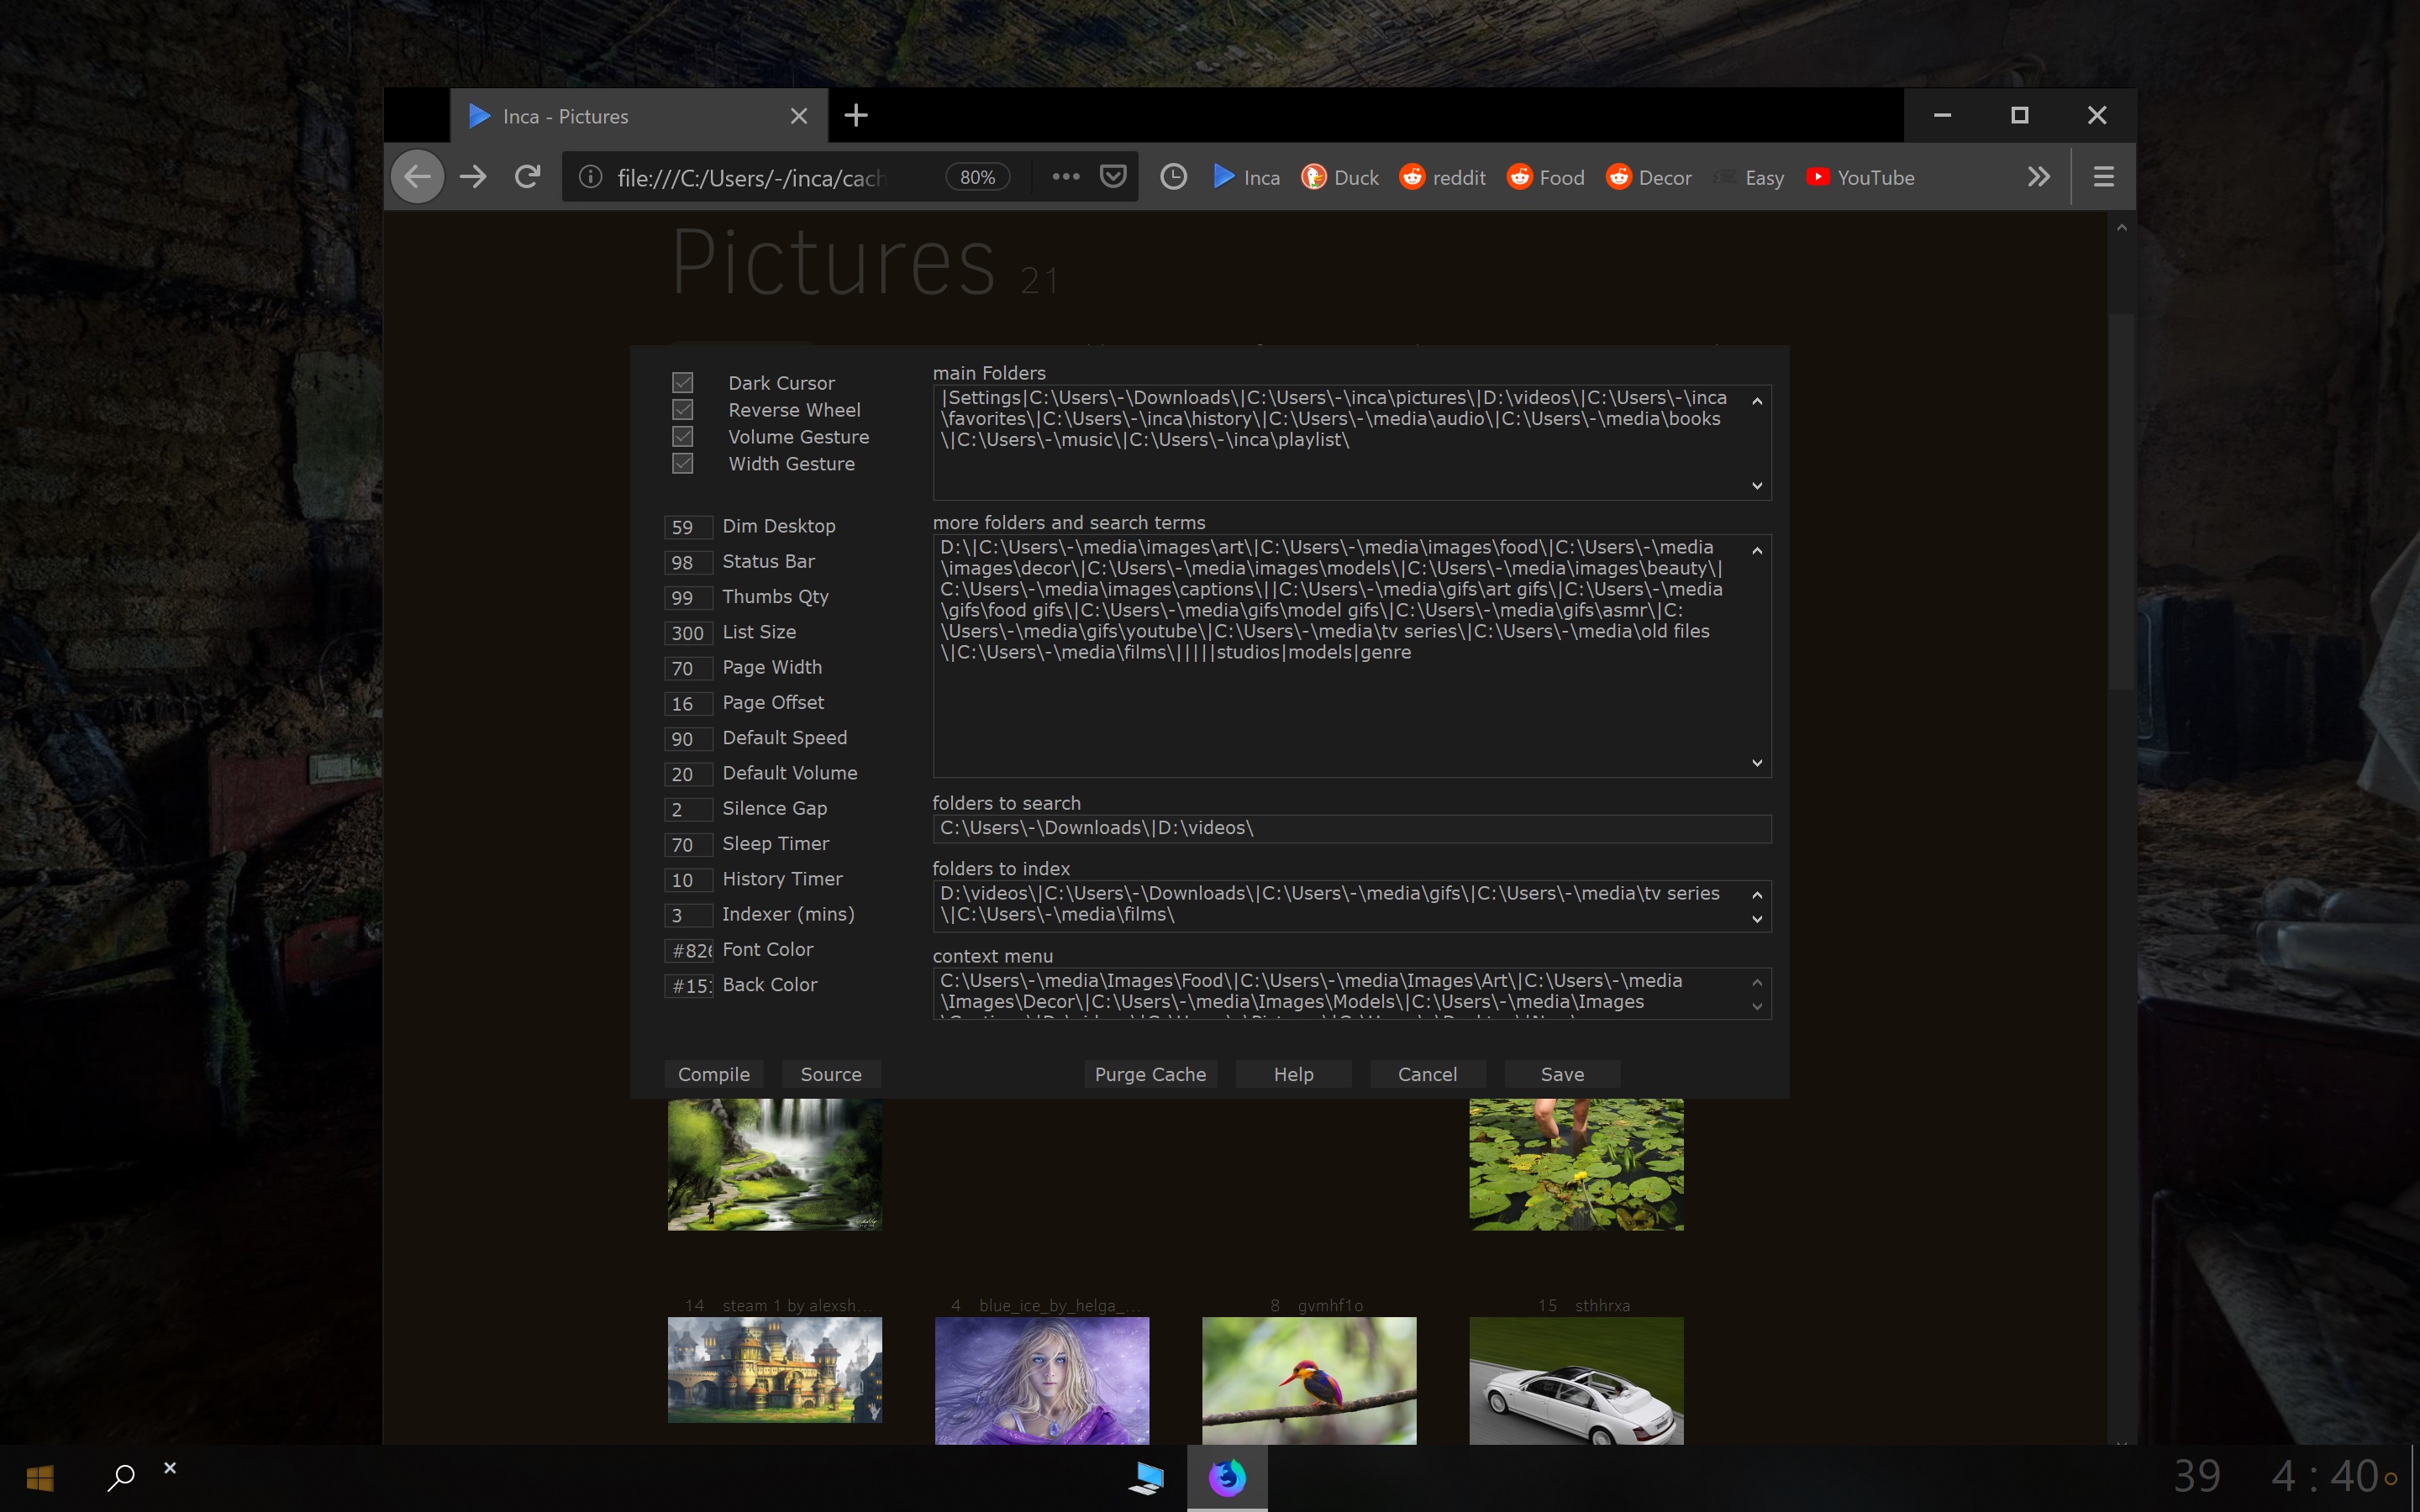 Inca - Pictures
file:///C:/Users/-/inca/cach
80%
Inca
Duck
reddit
Food
Decor
Easy
YouTube
Pictures 21
Dark Cursor
Reverse Wheel
Volume Gesture
Width Gesture
59 Dim Desktop
98 Status Bar
99 Thumbs Qty
300 List Size
70 Page Width
16 Page Offset
90 Default Speed
20 Default Volume
2 Silence Gap
70 Sleep Timer
10 History Timer
3 Indexer (mins)
#82 Font Color
#15 Back Color
main Folders
|Settings|C:\Users\-\Downloads\|C:\Users\-\inca\pictures\|D:\videos\|C:\Users\-\inca
\favorites\|C:\Users\-\inca\history\|C:\Users\-\media\audio\|C:\Users\-\media\books
\|C:\Users\-\music\|C:\Users\-\inca\playlist\
more folders and search terms
D:\|C:\Users\-\media\images\art\|C:\Users\-\media\images\food\|C:\Users\-\media
\images\decor\|C:\Users\-\media\images\models\|C:\Users\-\media\images\beauty\|
C:\Users\-\media\images\captions\||C:\Users\-\media\gifs\art gifs\|C:\Users\-\media
\gifs\food gifs\|C:\Users\-\media\gifs\model gifs\|C:\Users\-\media\gifs\asmr\|C:
\Users\-\media\gifs\youtube\|C:\Users\-\media\tv series\|C:\Users\-\media\old files
\|C:\Users\-\media\films\|||||studios|models|genre
folders to search
C:\Users\-\Downloads\|D:\videos\
folders to index
D:\videos\|C:\Users\-\Downloads\|C:\Users\-\media\gifs\|C:\Users\-\media\tv series
\|C:\Users\-\media\films\
context menu
C:\Users\-\media\Images\Food\|C:\Users\-\media\Images\Art\|C:\Users\-\media
\Images\Decor\|C:\Users\-\media\Images\Models\|C:\Users\-\media\Images
Compile
Source
Purge Cache
Help
Cancel
Save
14 steam 1 by alexsh...
4 blue_ice_by_helga_...
8 gvmhf1o
15 sthhrxa
39 4:40